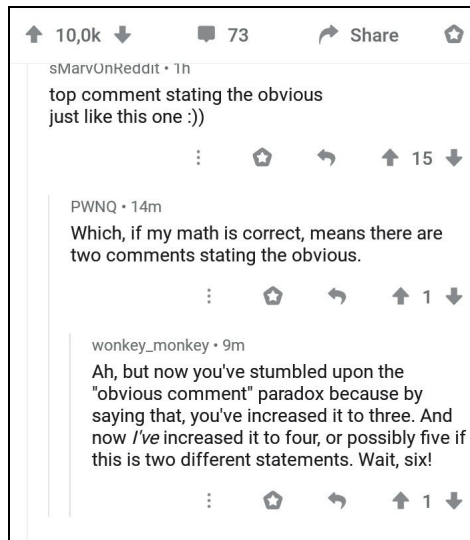 10,0k 73 Share
sMarvOnReddit • 1h
top comment stating the obvious
just like this one :))
15
PWNQ • 14m
Which, if my math is correct, means there are
two comments stating the obvious.
1
wonkey_monkey • 9m
Ah, but now you've stumbled upon the
"obvious comment" paradox because by
saying that, you've increased it to three. And
now I've increased it to four, or possibly five if
this is two different statements. Wait, six!
1